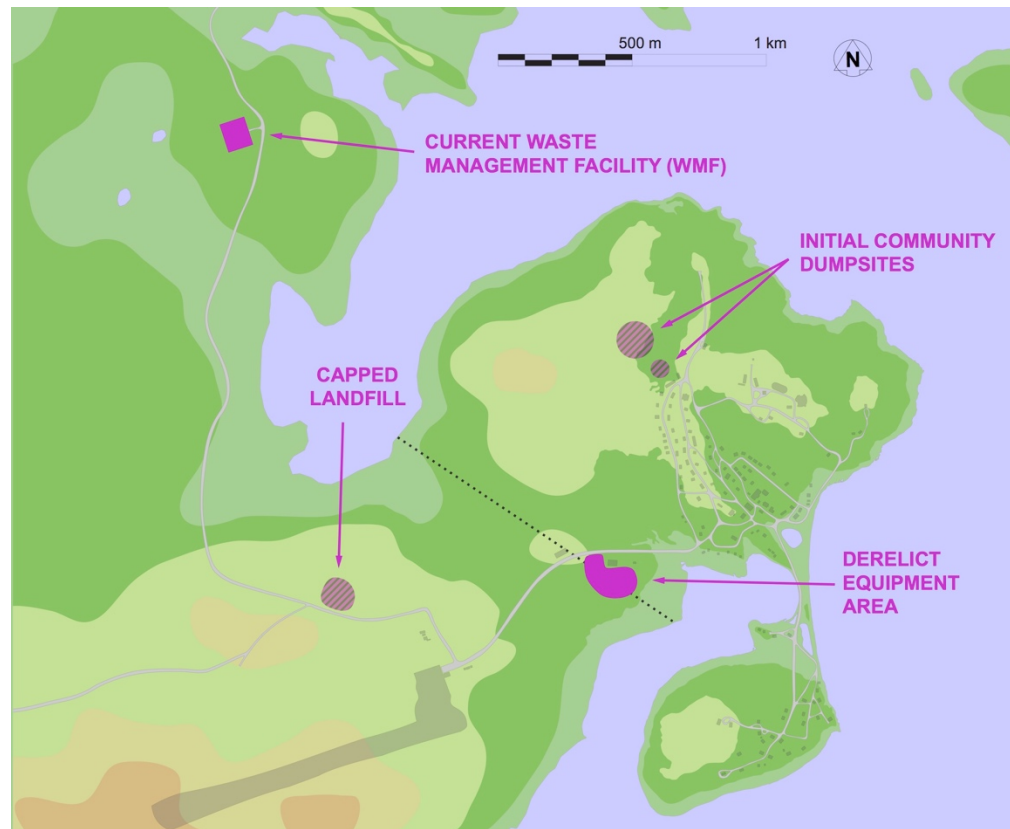 500 m
1 km
N
CURRENT WASTE
MANAGEMENT FACILITY (WMF)
INITIAL COMMUNITY
DUMPSITES
CAPPED
LANDFILL
DERELICT
EQUIPMENT
AREA